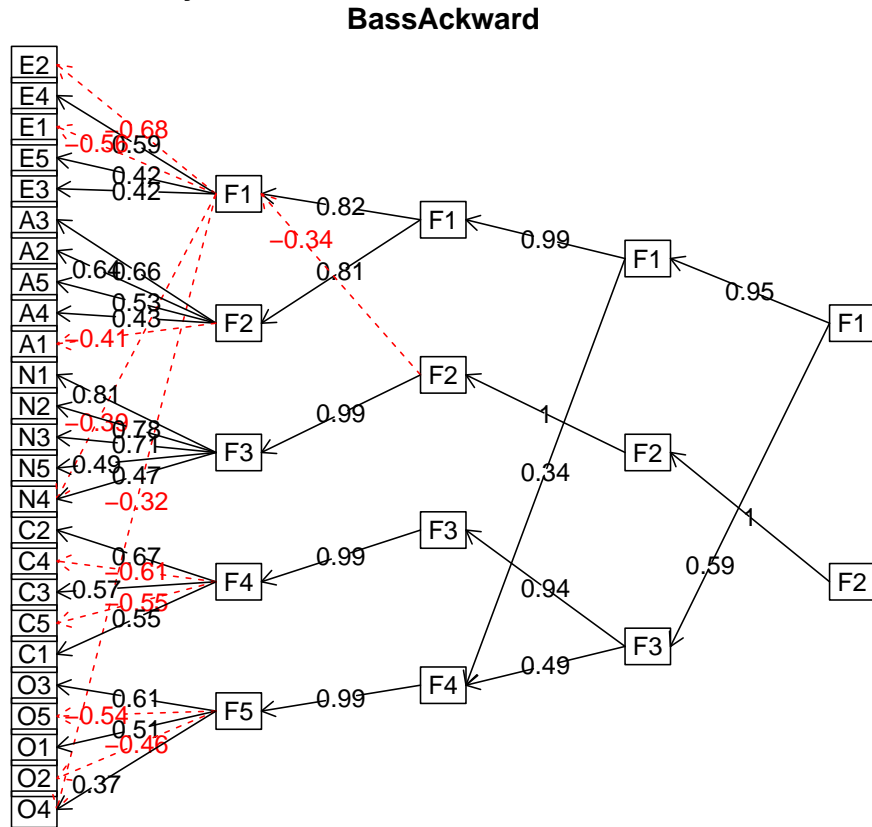 BassAckward
E2
E4
E1
E5
E3
A3
A2
A5
A4
A1
N1
N2
N3
N5
N4
C2
C4
C3
C5
C1
O3
O5
O1
O2
O4
−0.68
0.59
−0.56
0.42
0.42
0.66
0.64
0.53
0.43
−0.41
0.81
−0.39
0.78
0.71
0.49
0.47
−0.32
0.67
−0.61
0.57
−0.55
0.55
0.61
−0.54
0.51
−0.46
0.37
F1
F2
F3
F4
F5
0.82
−0.34
0.81
0.99
0.99
0.99
F1
F2
F3
F4
0.99
1
0.34
0.94
0.49
F1
F2
F3
0.95
1
0.59
F1
F2